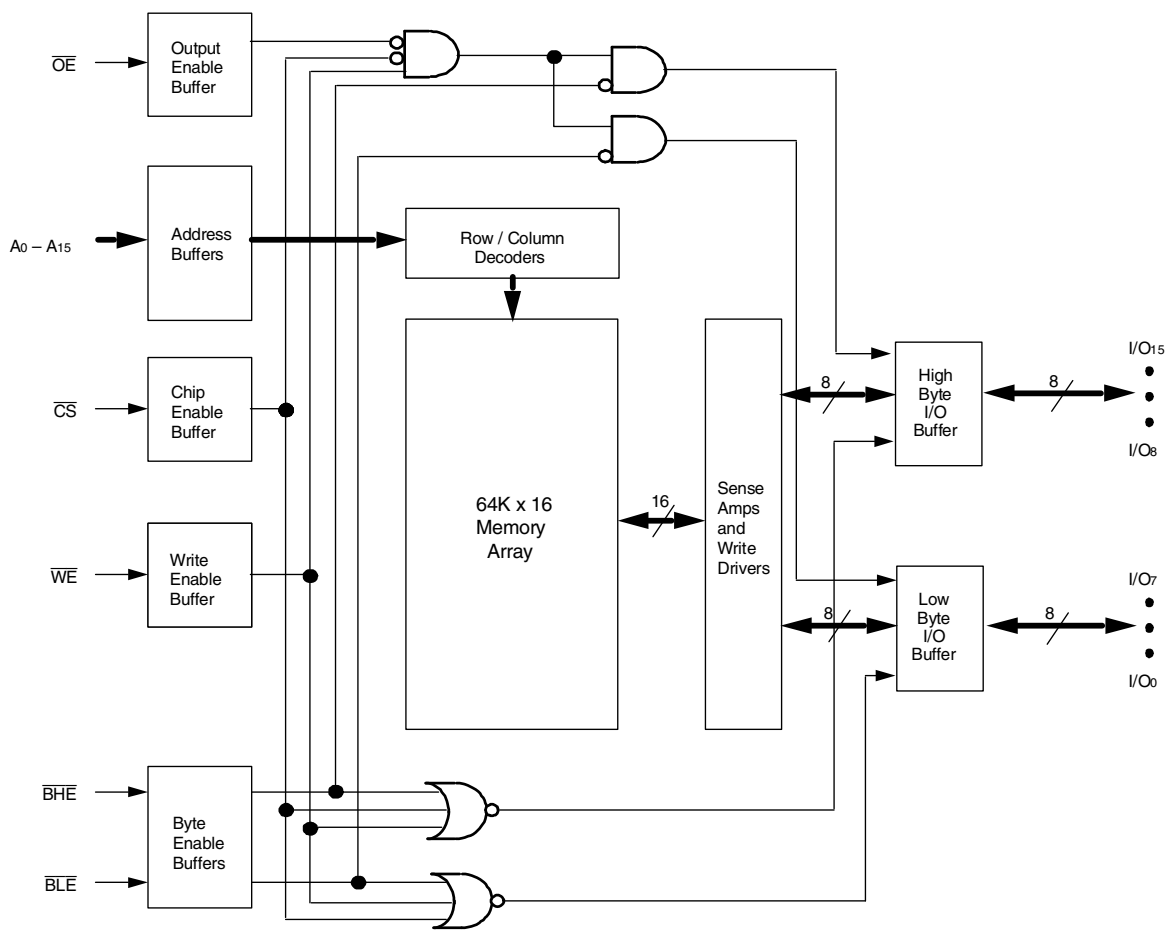 OE
Output
Enable
Buffer
A0 – A15
Address
Buffers
Row / Column
Decoders
CS
Chip
Enable
Buffer
WE
Write
Enable
Buffer
64K x 16
Memory
Array
16
Sense
Amps
and
Write
Drivers
8
High
Byte
I/O
Buffer
8
I/O15
I/O8
8
Low
Byte
I/O
Buffer
8
I/O7
I/O0
BHE
BLE
Byte
Enable
Buffers